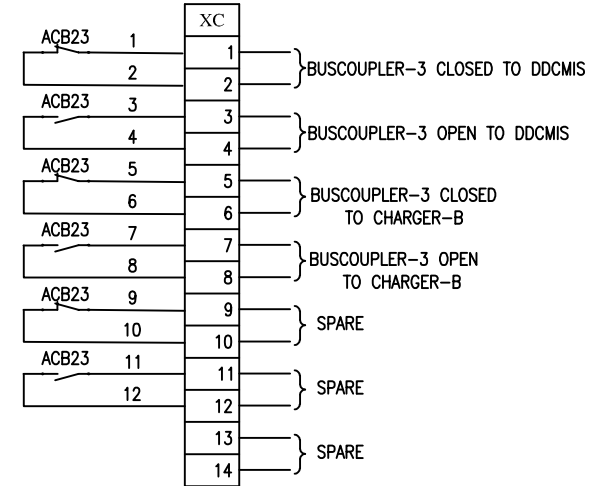 XC
ACB23 1 1
2 2 BUSCOUPLER-3 CLOSED TO DDCMIS
ACB23 3 3
4 4 BUSCOUPLER-3 OPEN TO DDCMIS
ACB23 5 5
6 6 BUSCOUPLER-3 CLOSED
TO CHARGER-B
ACB23 7 7
8 8 BUSCOUPLER-3 OPEN
TO CHARGER-B
ACB23 9 9
10 10 SPARE
ACB23 11 11
12 12 SPARE
13
14 SPARE